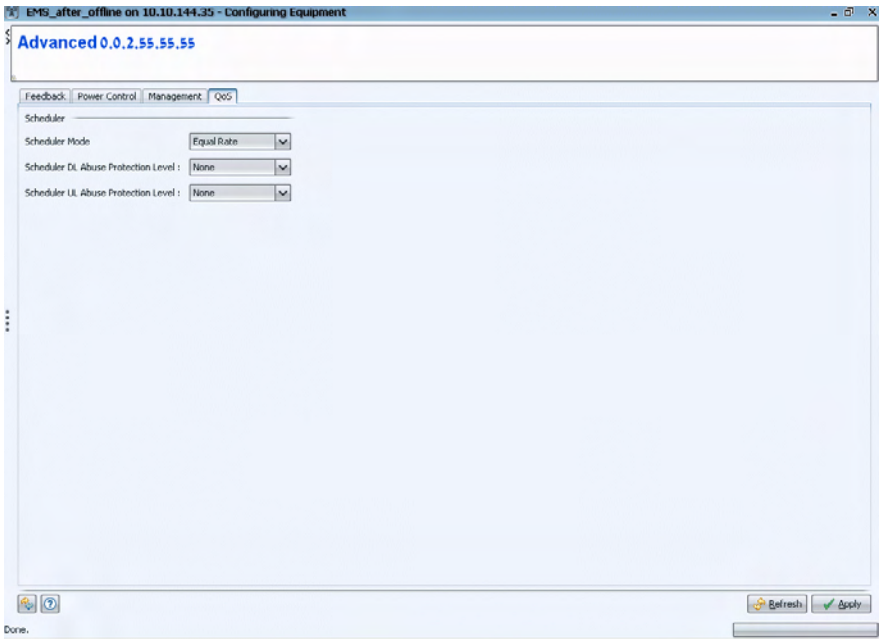 EMS_after_offline on 10.10.144.35 - Configuring Equipment
Advanced 0.0.2.55.55.55
Feedback Power Control Management QoS
Scheduler
Scheduler Mode Equal Rate
Scheduler DL Abuse Protection Level : None
Scheduler UL Abuse Protection Level : None
Refresh Apply
Done.